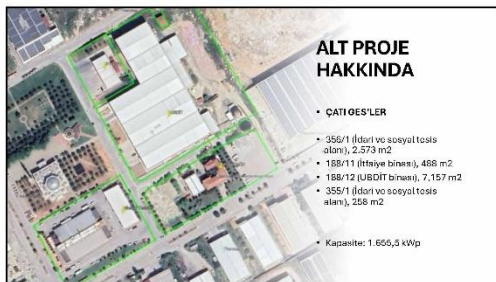 ALT PROJE
HAKKINDA
• ÇATI GES'LER
• 356/1 (İdari ve sosyal tesis
alanı), 2.573 m2
• 188/11 (İtfaiye binası), 488 m2
• 188/12 (UBDİT binası), 7,157 m2
• 355/1 (İdari ve sosyal tesis
alanı), 258 m2
• Kapasite: 1.655,5 kWp